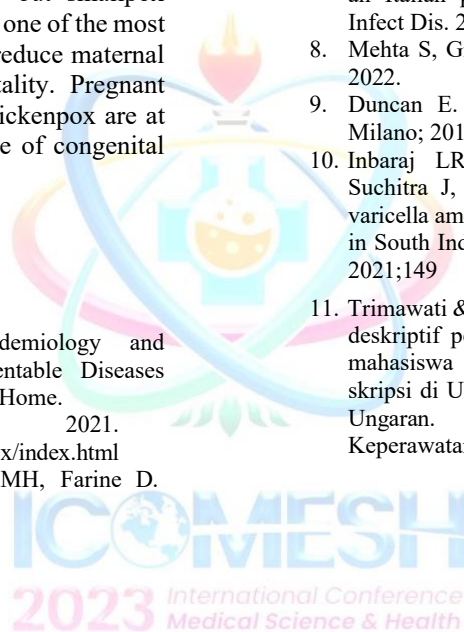 one of the most
reduce maternal
tality. Pregnant
ickenpox are at
e of congenital
demiology and
entable Diseases
Home.
2021.
x/index.html
MH, Farine D.
Infect Dis. 2
8. Mehta S, G
2022.
9. Duncan E.
Milano; 201
10. Inbaraj LR
Suchitra J,
varicella am
in South Ind
2021;149
11. Trimawati &
deskriptif pe
mahasiswa
skripsi di U
Ungaran.
Keperawatan
ICOMESH
2023 International Conference
Medical Science & Health